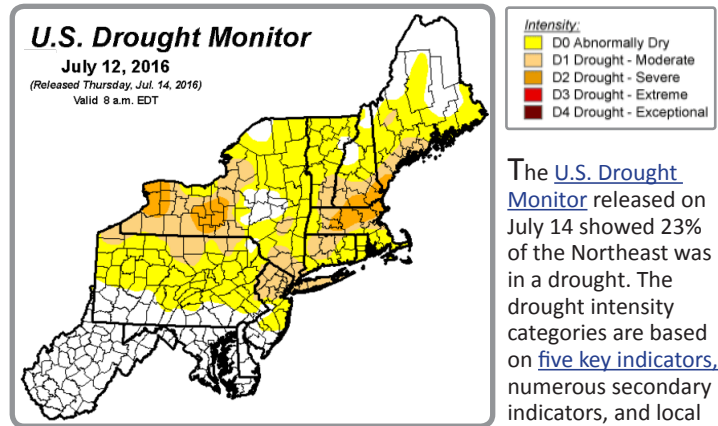 U.S. Drought Monitor
July 12, 2016
(Released Thursday, Jul. 14, 2016)
Valid 8 a.m. EDT
Intensity:
D0 Abnormally Dry
D1 Drought - Moderate
D2 Drought - Severe
D3 Drought - Extreme
D4 Drought - Exceptional
The U.S. Drought
Monitor released on
July 14 showed 23%
of the Northeast was
in a drought. The
drought intensity
categories are based
on five key indicators,
numerous secondary
indicators, and local